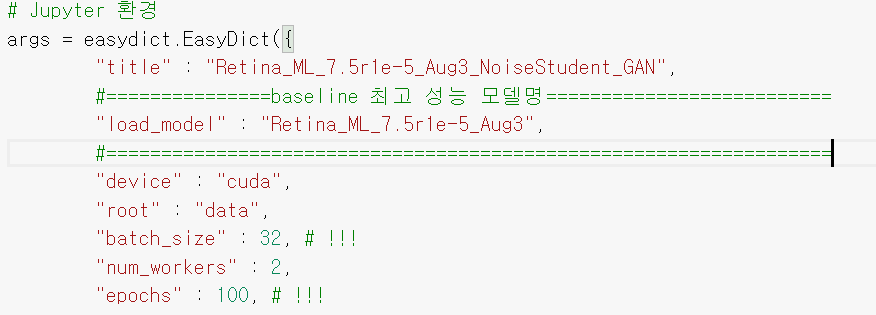 # Jupyter 환경
args = easydict.EasyDict({
"title" : "Retina_ML_7.5r1e-5_Aug3_NoiseStudent_GAN",
#===============baseline 최고 성능 모델명==========================
"load_model" : "Retina_ML_7.5r1e-5_Aug3",
#==================================================================
"device" : "cuda",
"root" : "data",
"batch_size" : 32, # !!!
"num_workers" : 2,
"epochs" : 100, # !!!